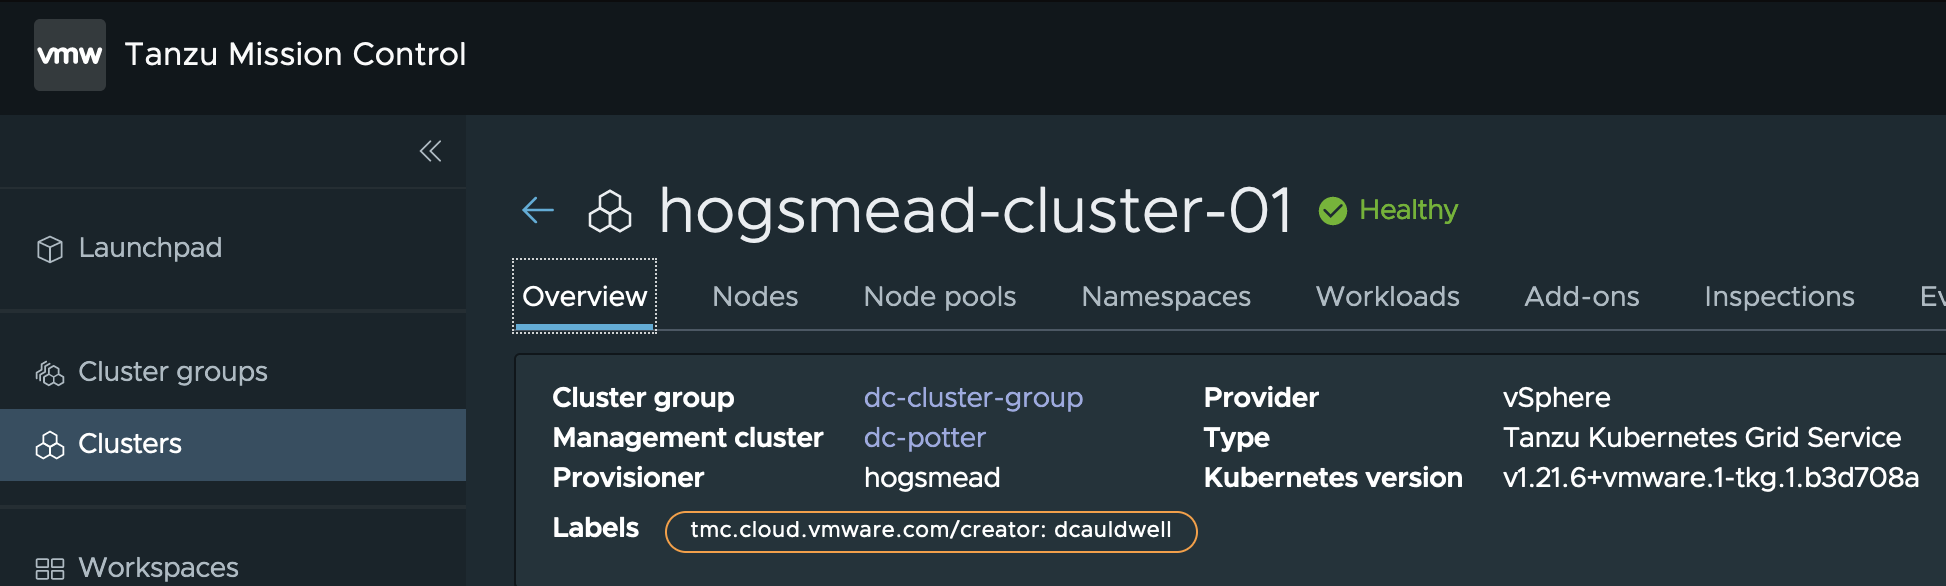 vmw Tanzu Mission Control
Launchpad
Cluster groups
Clusters
Workspaces
hogsmead-cluster-01 Healthy
Overview Nodes Node pools Namespaces Workloads Add-ons Inspections Ev
Cluster group dc-cluster-group Provider vSphere
Management cluster dc-potter Type Tanzu Kubernetes Grid Service
Provisioner hogsmead Kubernetes version v1.21.6+vmware.1-tkg.1.b3d708a
Labels tmc.cloud.vmware.com/creator: dcauldwell